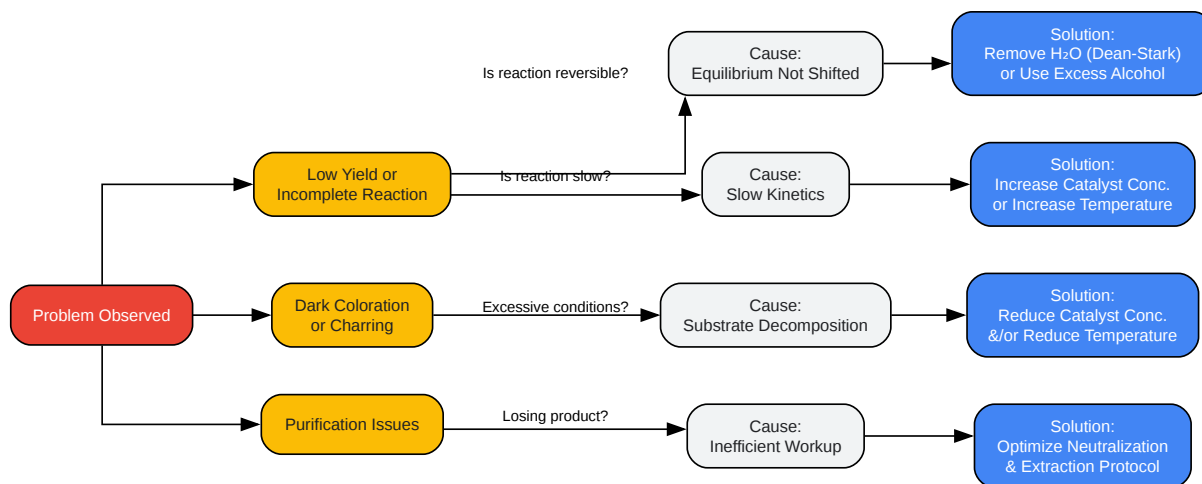 Is reaction reversible?
Cause:
Equilibrium Not Shifted
Solution:
Remove H₂O (Dean-Stark)
or Use Excess Alcohol
Low Yield or
Incomplete Reaction
Is reaction slow?
Cause:
Slow Kinetics
Solution:
Increase Catalyst Conc.
or Increase Temperature
Problem Observed
Dark Coloration
or Charring
Excessive conditions?
Cause:
Substrate Decomposition
Solution:
Reduce Catalyst Conc.
&/or Reduce Temperature
Purification Issues
Losing product?
Cause:
Inefficient Workup
Solution:
Optimize Neutralization
& Extraction Protocol